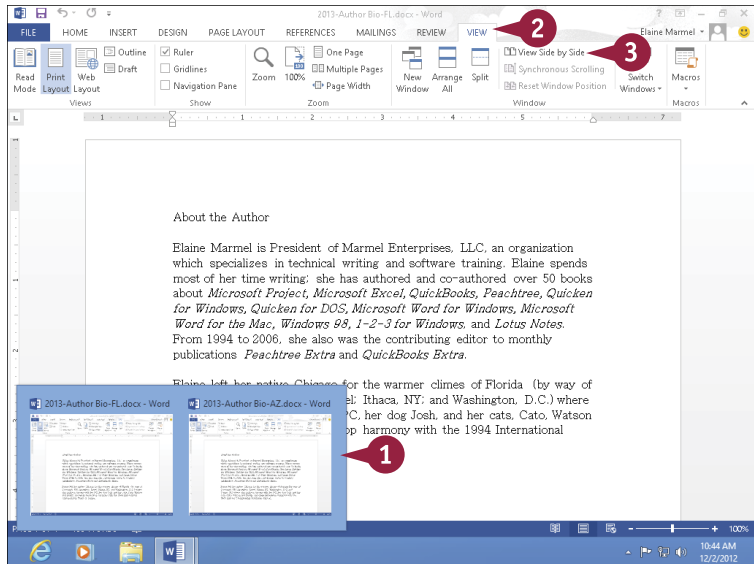 2013-Author Bio-FL.docx - Word
FILE HOME INSERT DESIGN PAGE LAYOUT REFERENCES MAILINGS REVIEW VIEW Elaine Marmel
2
Read Mode
Print Layout
Web Layout
Outline
Draft
Views
Ruler
Gridlines
Navigation Pane
Show
Zoom
100%
One Page
Multiple Pages
Page Width
Zoom
New Window
Arrange All
Split
View Side by Side
Synchronous Scrolling
Reset Window Position
3
Switch Windows
Window
Macros
Macros
1 1 2 3 4 5 7
About the Author
Elaine Marmel is President of Marmel Enterprises, LLC, an organization
which specializes in technical writing and software training. Elaine spends
most of her time writing; she has authored and co-authored over 50 books
about Microsoft Project, Microsoft Excel, QuickBooks, Peachtree, Quicken
for Windows, Quicken for DOS, Microsoft Word for Windows, Microsoft
Word for the Mac, Windows 98, 1-2-3 for Windows, and Lotus Notes.
From 1994 to 2006, she also was the contributing editor to monthly
publications Peachtree Extra and QuickBooks Extra.
Elaine left her native Chicago for the warmer climes of Florida (by way of
el; Ithaca, NY; and Washington, D.C.) where
PC, her dog Josh, and her cats, Cato, Watson
op harmony with the 1994 International
2013-Author Bio-FL.docx - Word
2013-Author Bio-AZ.docx - Word
1
100%
10:44 AM
12/2/2012